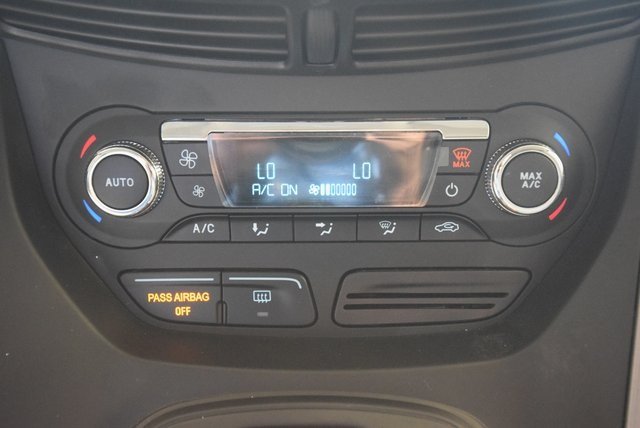 LO LO
A/C ON
MAX
AUTO
MAX
A/C
A/C
PASS AIRBAG
OFF